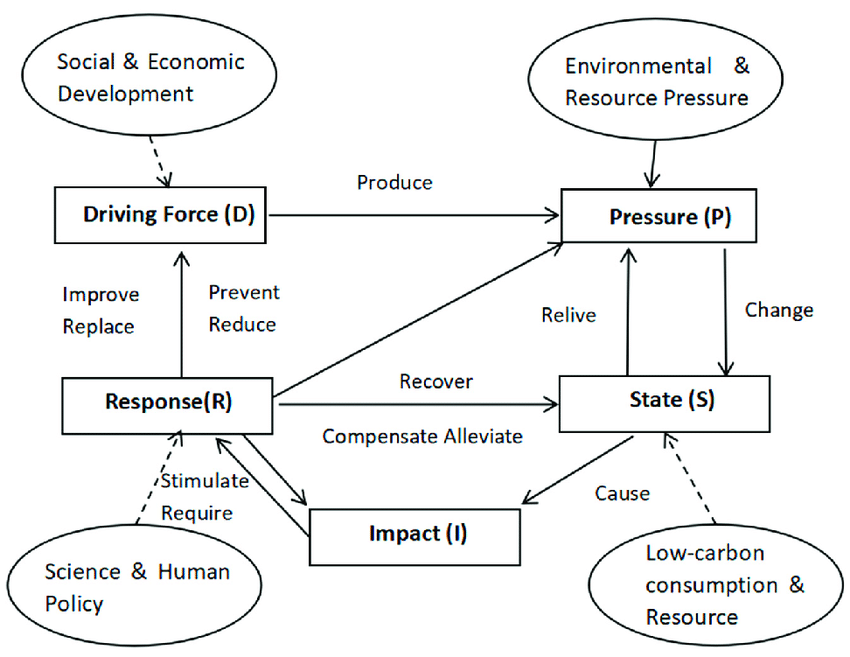 Social & Economic
Development
Environmental &
Resource Pressure
Produce
Driving Force (D)
Pressure (P)
Improve
Replace
Prevent
Reduce
Relive
Change
Recover
Response(R)
State (S)
Compensate Alleviate
Stimulate
Require
Cause
Impact (I)
Science & Human
Policy
Low-carbon
consumption &
Resource